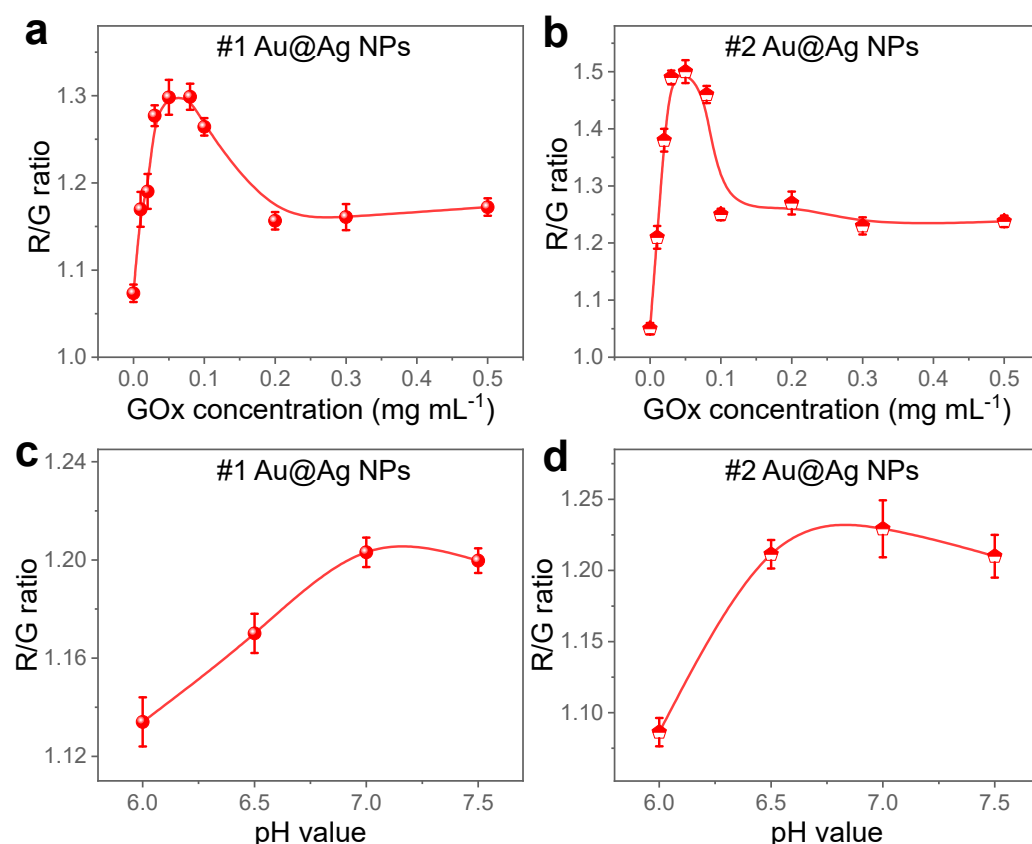 a
#1 Au@Ag NPs
R/G ratio
1.3
1.2
1.1
1.0
0.0 0.1 0.2 0.3 0.4 0.5
GOx concentration (mg mL⁻¹)
b
#2 Au@Ag NPs
R/G ratio
1.5
1.4
1.3
1.2
1.1
1.0
0.0 0.1 0.2 0.3 0.4 0.5
GOx concentration (mg mL⁻¹)
c
#1 Au@Ag NPs
R/G ratio
1.24
1.20
1.16
1.12
6.0 6.5 7.0 7.5
pH value
d
#2 Au@Ag NPs
R/G ratio
1.25
1.20
1.15
1.10
6.0 6.5 7.0 7.5
pH value